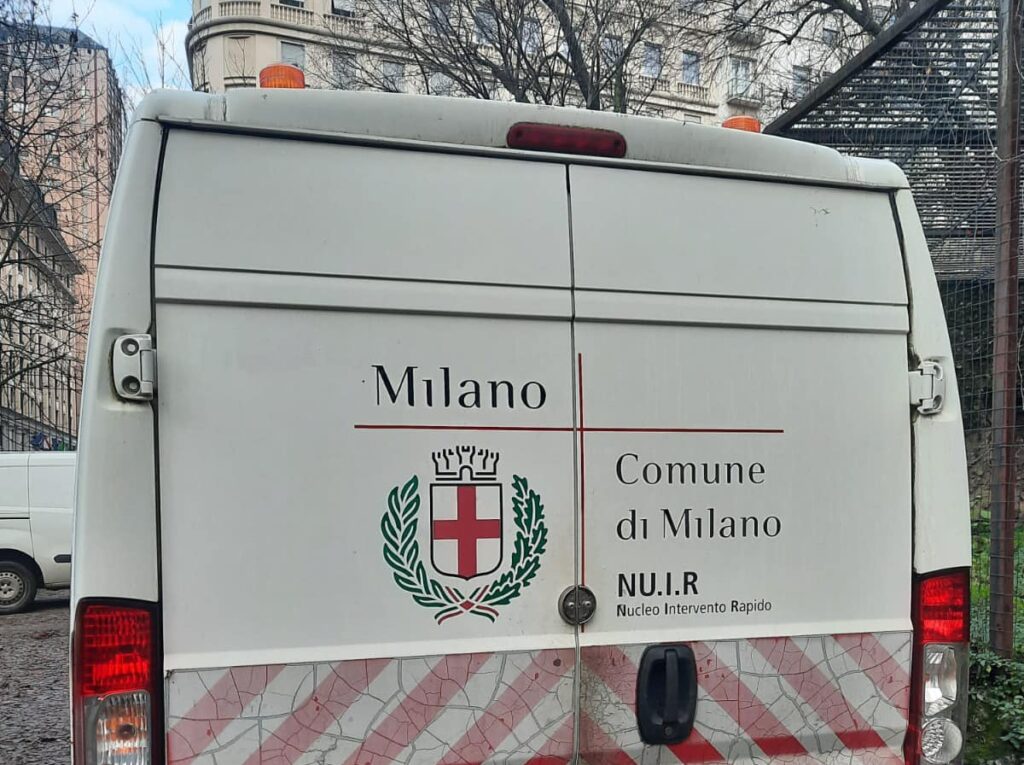 Milano
Comune
di Milano
NU.I.R
Nucleo Intervento Rapido